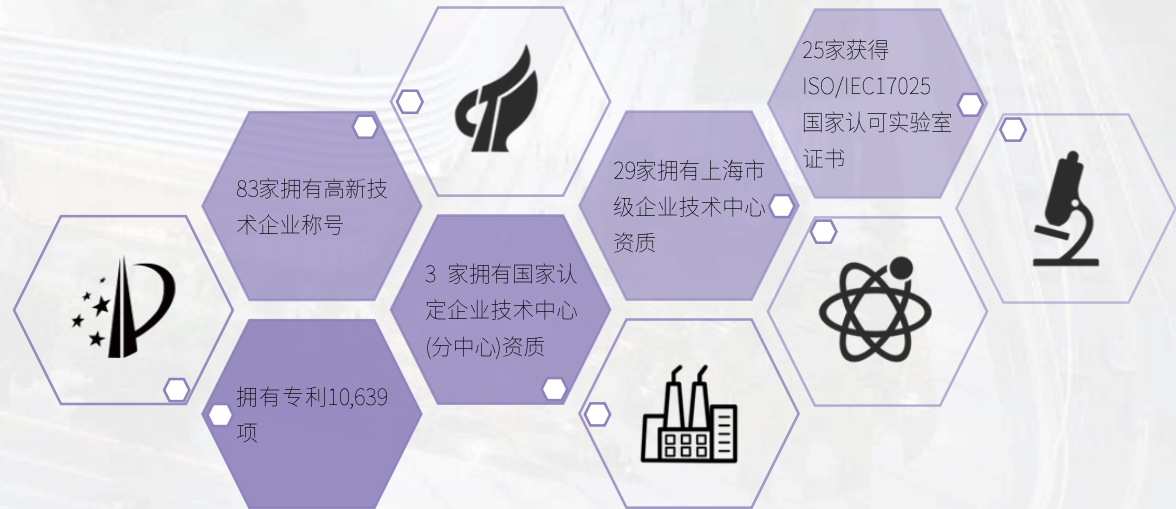 83家拥有高新技
术企业称号
拥有专利10,639
项
3 家拥有国家认
定企业技术中心
(分中心)资质
29家拥有上海市
级企业技术中心
资质
25家获得
ISO/IEC17025
国家认可实验室
证书